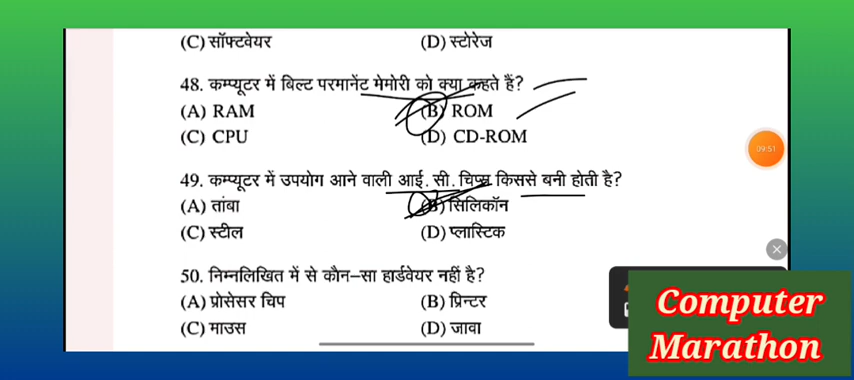 (C) सॉफ्टवेयर (D) स्टोरेज
48. कम्प्यूटर में बिल्ट परमानेंट मेमोरी को क्या कहते हैं?
(A) RAM (B) ROM
(C) CPU (D) CD-ROM
09:51
49. कम्प्यूटर में उपयोग आने वाली आई. सी. चिप्स किससे बनी होती है?
(A) तांबा (B) सिलिकॉन
(C) स्टील (D) प्लास्टिक
50. निम्नलिखित में से कौन-सा हार्डवेयर नहीं है?
(A) प्रोसेसर चिप (B) प्रिन्टर
(C) माउस (D) जावा
Computer
Marathon